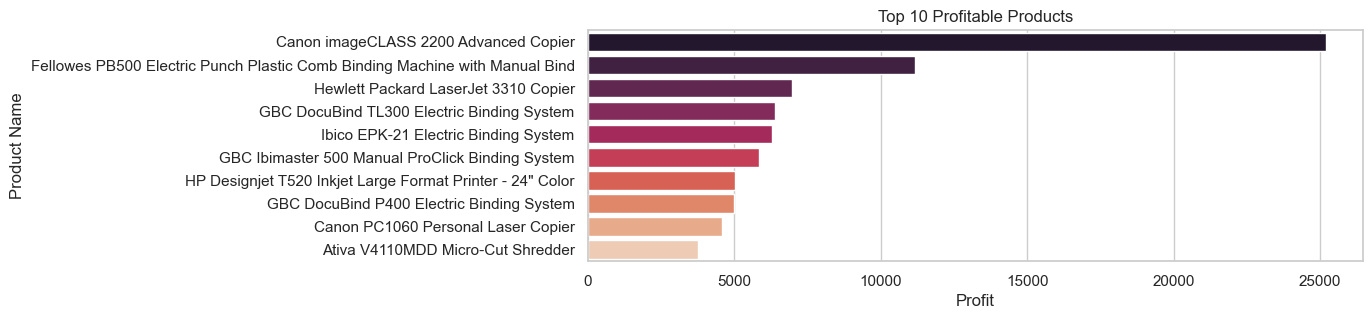 Top 10 Profitable Products
Product Name
Canon imageCLASS 2200 Advanced Copier
Fellowes PB500 Electric Punch Plastic Comb Binding Machine with Manual Bind
Hewlett Packard LaserJet 3310 Copier
GBC DocuBind TL300 Electric Binding System
Ibico EPK-21 Electric Binding System
GBC Ibimaster 500 Manual ProClick Binding System
HP Designjet T520 Inkjet Large Format Printer - 24" Color
GBC DocuBind P400 Electric Binding System
Canon PC1060 Personal Laser Copier
Ativa V4110MDD Micro-Cut Shredder
0 5000 10000 15000 20000 25000
Profit